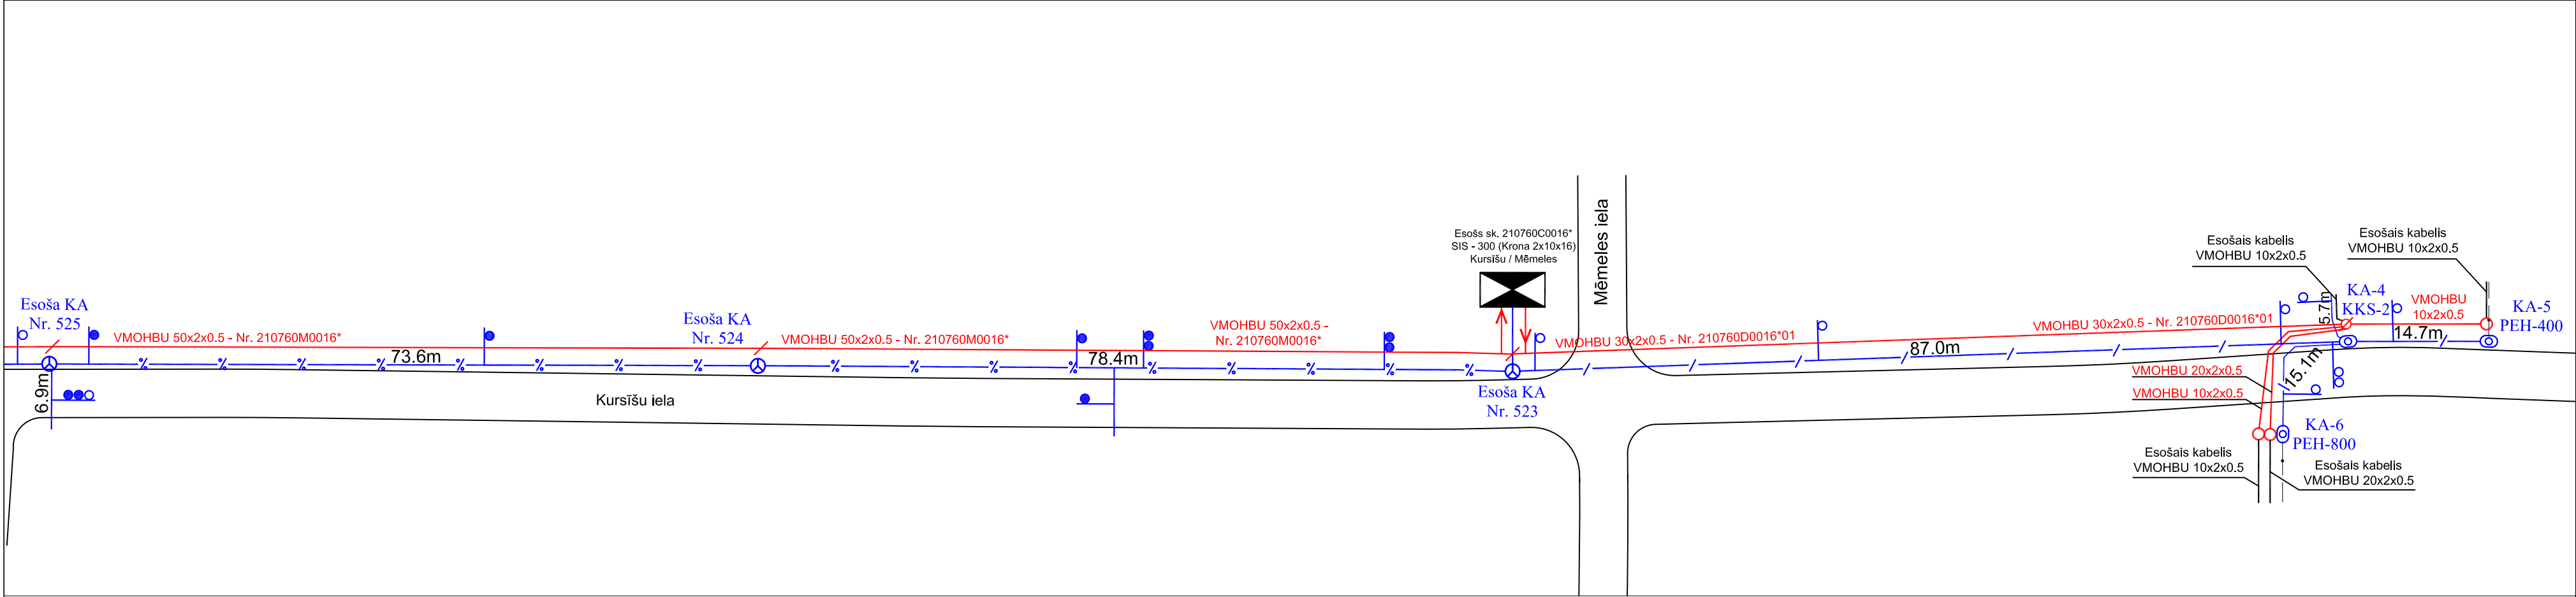 Esošs sk. 210760C0016*
SIS - 300 (Krona 2x10x16)
Kursīšu / Mēmeles
Mēmeles iela
Esošais kabelis
VMOHBU 10x2x0.5
Esošais kabelis
VMOHBU 10x2x0.5
Esoša KA
Nr. 525
VMOHBU 50x2x0.5 - Nr. 210760M0016*
73.6m
6.9m
Esoša KA
Nr. 524
VMOHBU 50x2x0.5 - Nr. 210760M0016*
78.4m
VMOHBU 50x2x0.5 -
Nr. 210760M0016*
Kursīšu iela
Esoša KA
Nr. 523
VMOHBU 30x2x0.5 - Nr. 210760D0016*01
87.0m
VMOHBU 30x2x0.5 - Nr. 210760D0016*01
5.7m
KA-4
KKS-2
VMOHBU
10x2x0.5
14.7m
KA-5
PEH-400
15.1m
VMOHBU 20x2x0.5
VMOHBU 10x2x0.5
KA-6
PEH-800
Esošais kabelis
VMOHBU 10x2x0.5
Esošais kabelis
VMOHBU 20x2x0.5